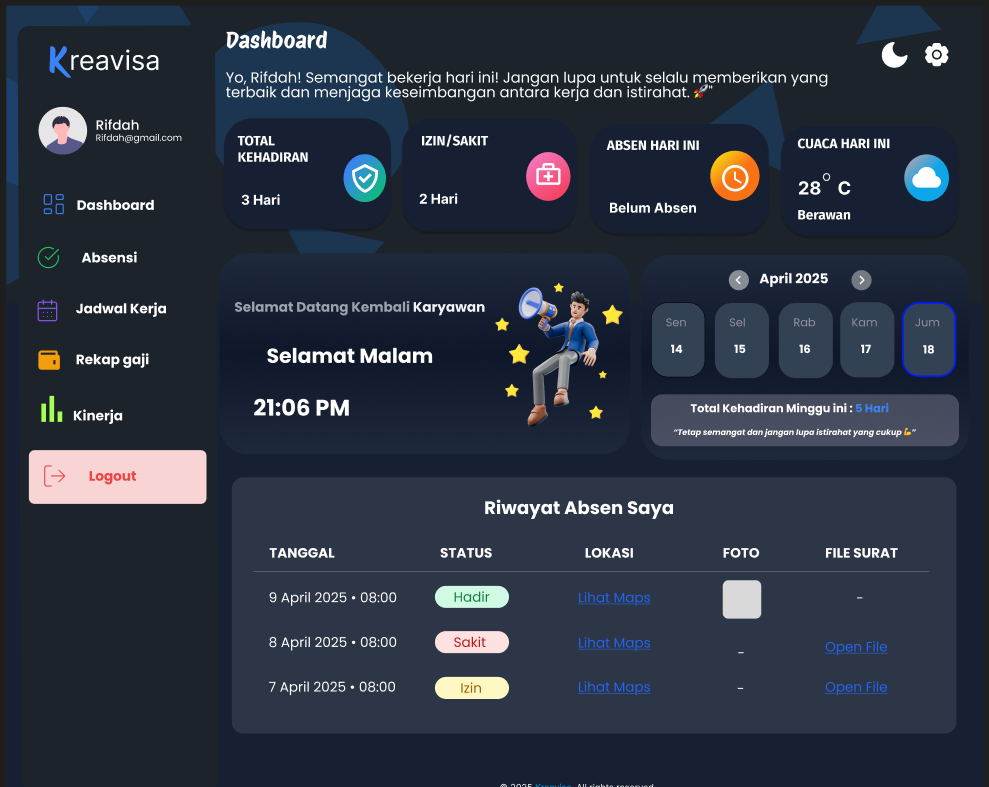 Dashboard
Kreavisa
Yo, Rifdah! Semangat bekerja hari ini! Jangan lupa untuk selalu memberikan yang
terbaik dan menjaga keseimbangan antara kerja dan istirahat. 🚀"
Rifdah
Rifdah@gmail.com
TOTAL
KEHADIRAN
3 Hari
IZIN/SAKIT
2 Hari
ABSEN HARI INI
Belum Absen
CUACA HARI INI
28° C
Berawan
Dashboard
Absensi
Jadwal Kerja
Rekap gaji
Kinerja
Logout
Selamat Datang Kembali Karyawan
Selamat Malam
21:06 PM
April 2025
Sen Sel Rab Kam Jum
14 15 16 17 18
Total Kehadiran Minggu ini : 5 Hari
"Tetap semangat dan jangan lupa istirahat yang cukup 💪"
Riwayat Absen Saya
TANGGAL STATUS LOKASI FOTO FILE SURAT
9 April 2025 • 08:00 Hadir Lihat Maps -
8 April 2025 • 08:00 Sakit Lihat Maps - Open File
7 April 2025 • 08:00 Izin Lihat Maps - Open File
© 2025 Kreavisa. All rights reserved.